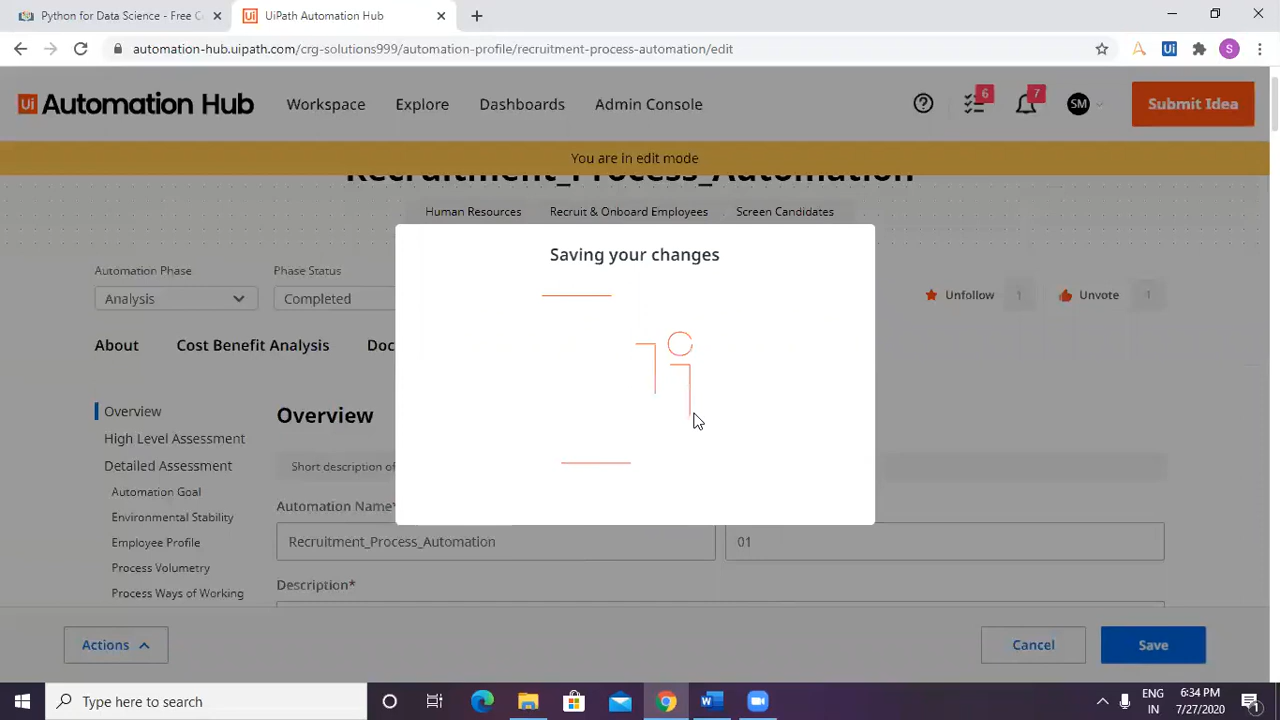 Python for Data Science - Free C
UiPath Automation Hub
automation-hub.uipath.com/crg-solutions999/automation-profile/recruitment-process-automation/edit
Ui
S
Ui Automation Hub
Workspace
Explore
Dashboards
Admin Console
6
7
SM
Submit Idea
You are in edit mode
Recruitment_Process_Automation
Human Resources
Recruit & Onboard Employees
Screen Candidates
Saving your changes
Automation Phase
Phase Status
Analysis
Completed
Unfollow
1
Unvote
1
About
Cost Benefit Analysis
Doc
Overview
High Level Assessment
Detailed Assessment
Automation Goal
Environmental Stability
Employee Profile
Process Volumetry
Process Ways of Working
Overview
Short description of
Automation Name*
Recruitment_Process_Automation
01
Description*
Actions
Cancel
Save
Type here to search
ENG
IN
6:34 PM
7/27/2020
1